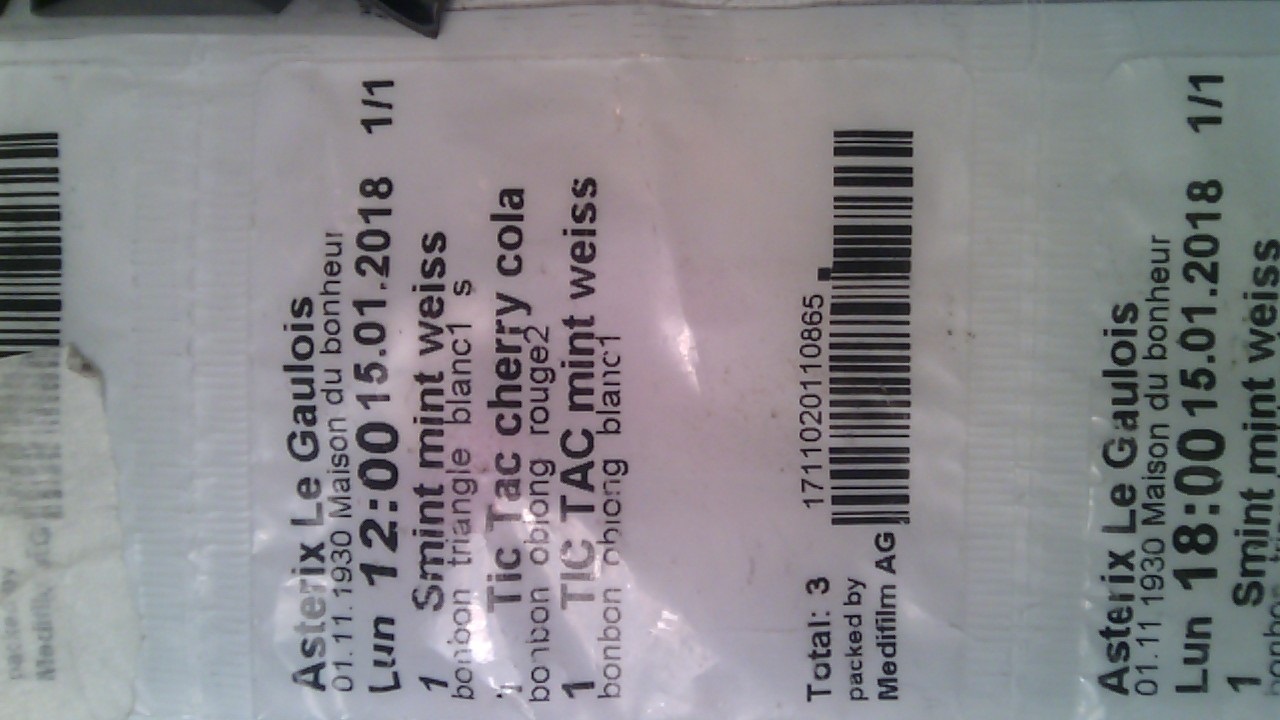 Asterix Le Gaulois
01.11.1930 Maison du bonheur
Lun 12:00 15.01.2018 1/1
1 Smint mint weiss
bonbon triangle blanc1 s
1 Tic Tac cherry cola
bonbon oblong rouge2
1 TIC TAC mint weiss
bonbon oblong blanc1
171102011 0865
Total: 3
packed by
Medifilm AG
Asterix Le Gaulois
01.11.1930 Maison du bonheur
Lun 18:00 15.01.2018 1/1
1 Smint mint weiss